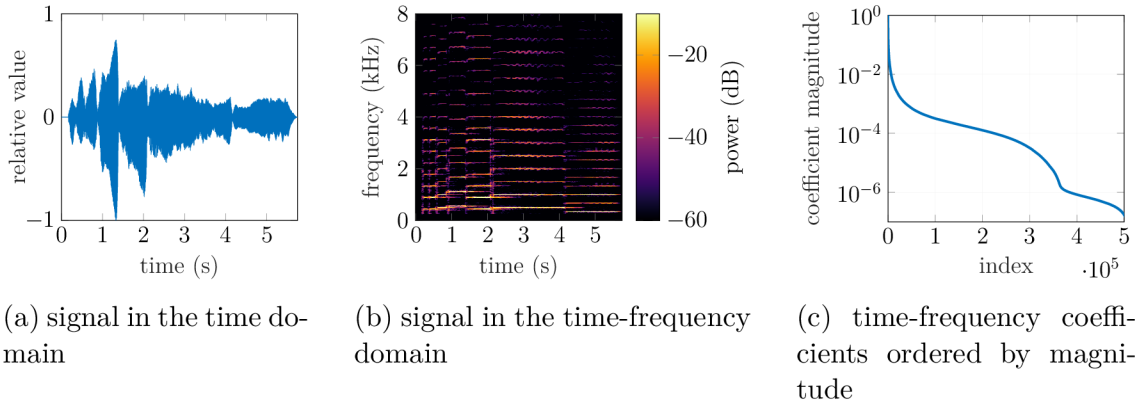 1
0
−1
relative value
0 1 2 3 4 5
time (s)
8
6
4
2
0
frequency (kHz)
0 1 2 3 4 5
time (s)
−20
−40
−60
power (dB)
10^0
10^−2
10^−4
10^−6
coefficient magnitude
0 1 2 3 4 5
index ·10^5
(a) signal in the time do-
main
(b) signal in the time-frequency
domain
(c) time-frequency coeffi-
cients ordered by magni-
tude